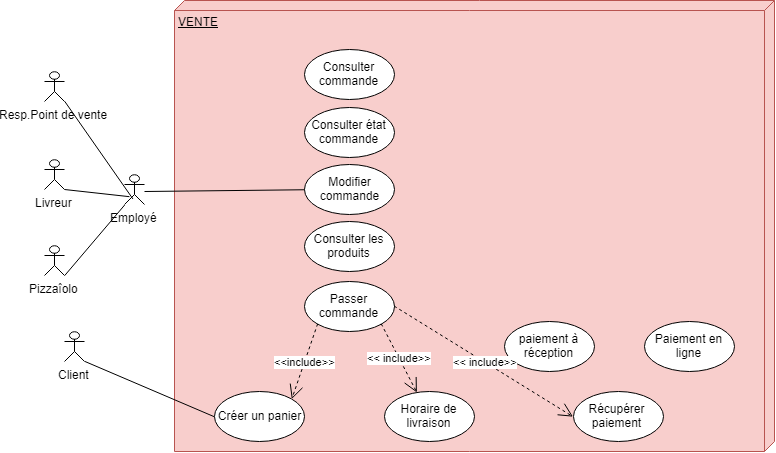 VENTE
Consulter
commande
Consulter état
commande
Resp.Point de vente
Modifier
commande
Livreur
Employé
Consulter les
produits
Pizzaîolo
Passer
commande
paiement à
réception
Paiement en
ligne
<<include>>
<< include>>
<< include>>
Client
Créer un panier
Horaire de
livraison
Récupérer
paiement